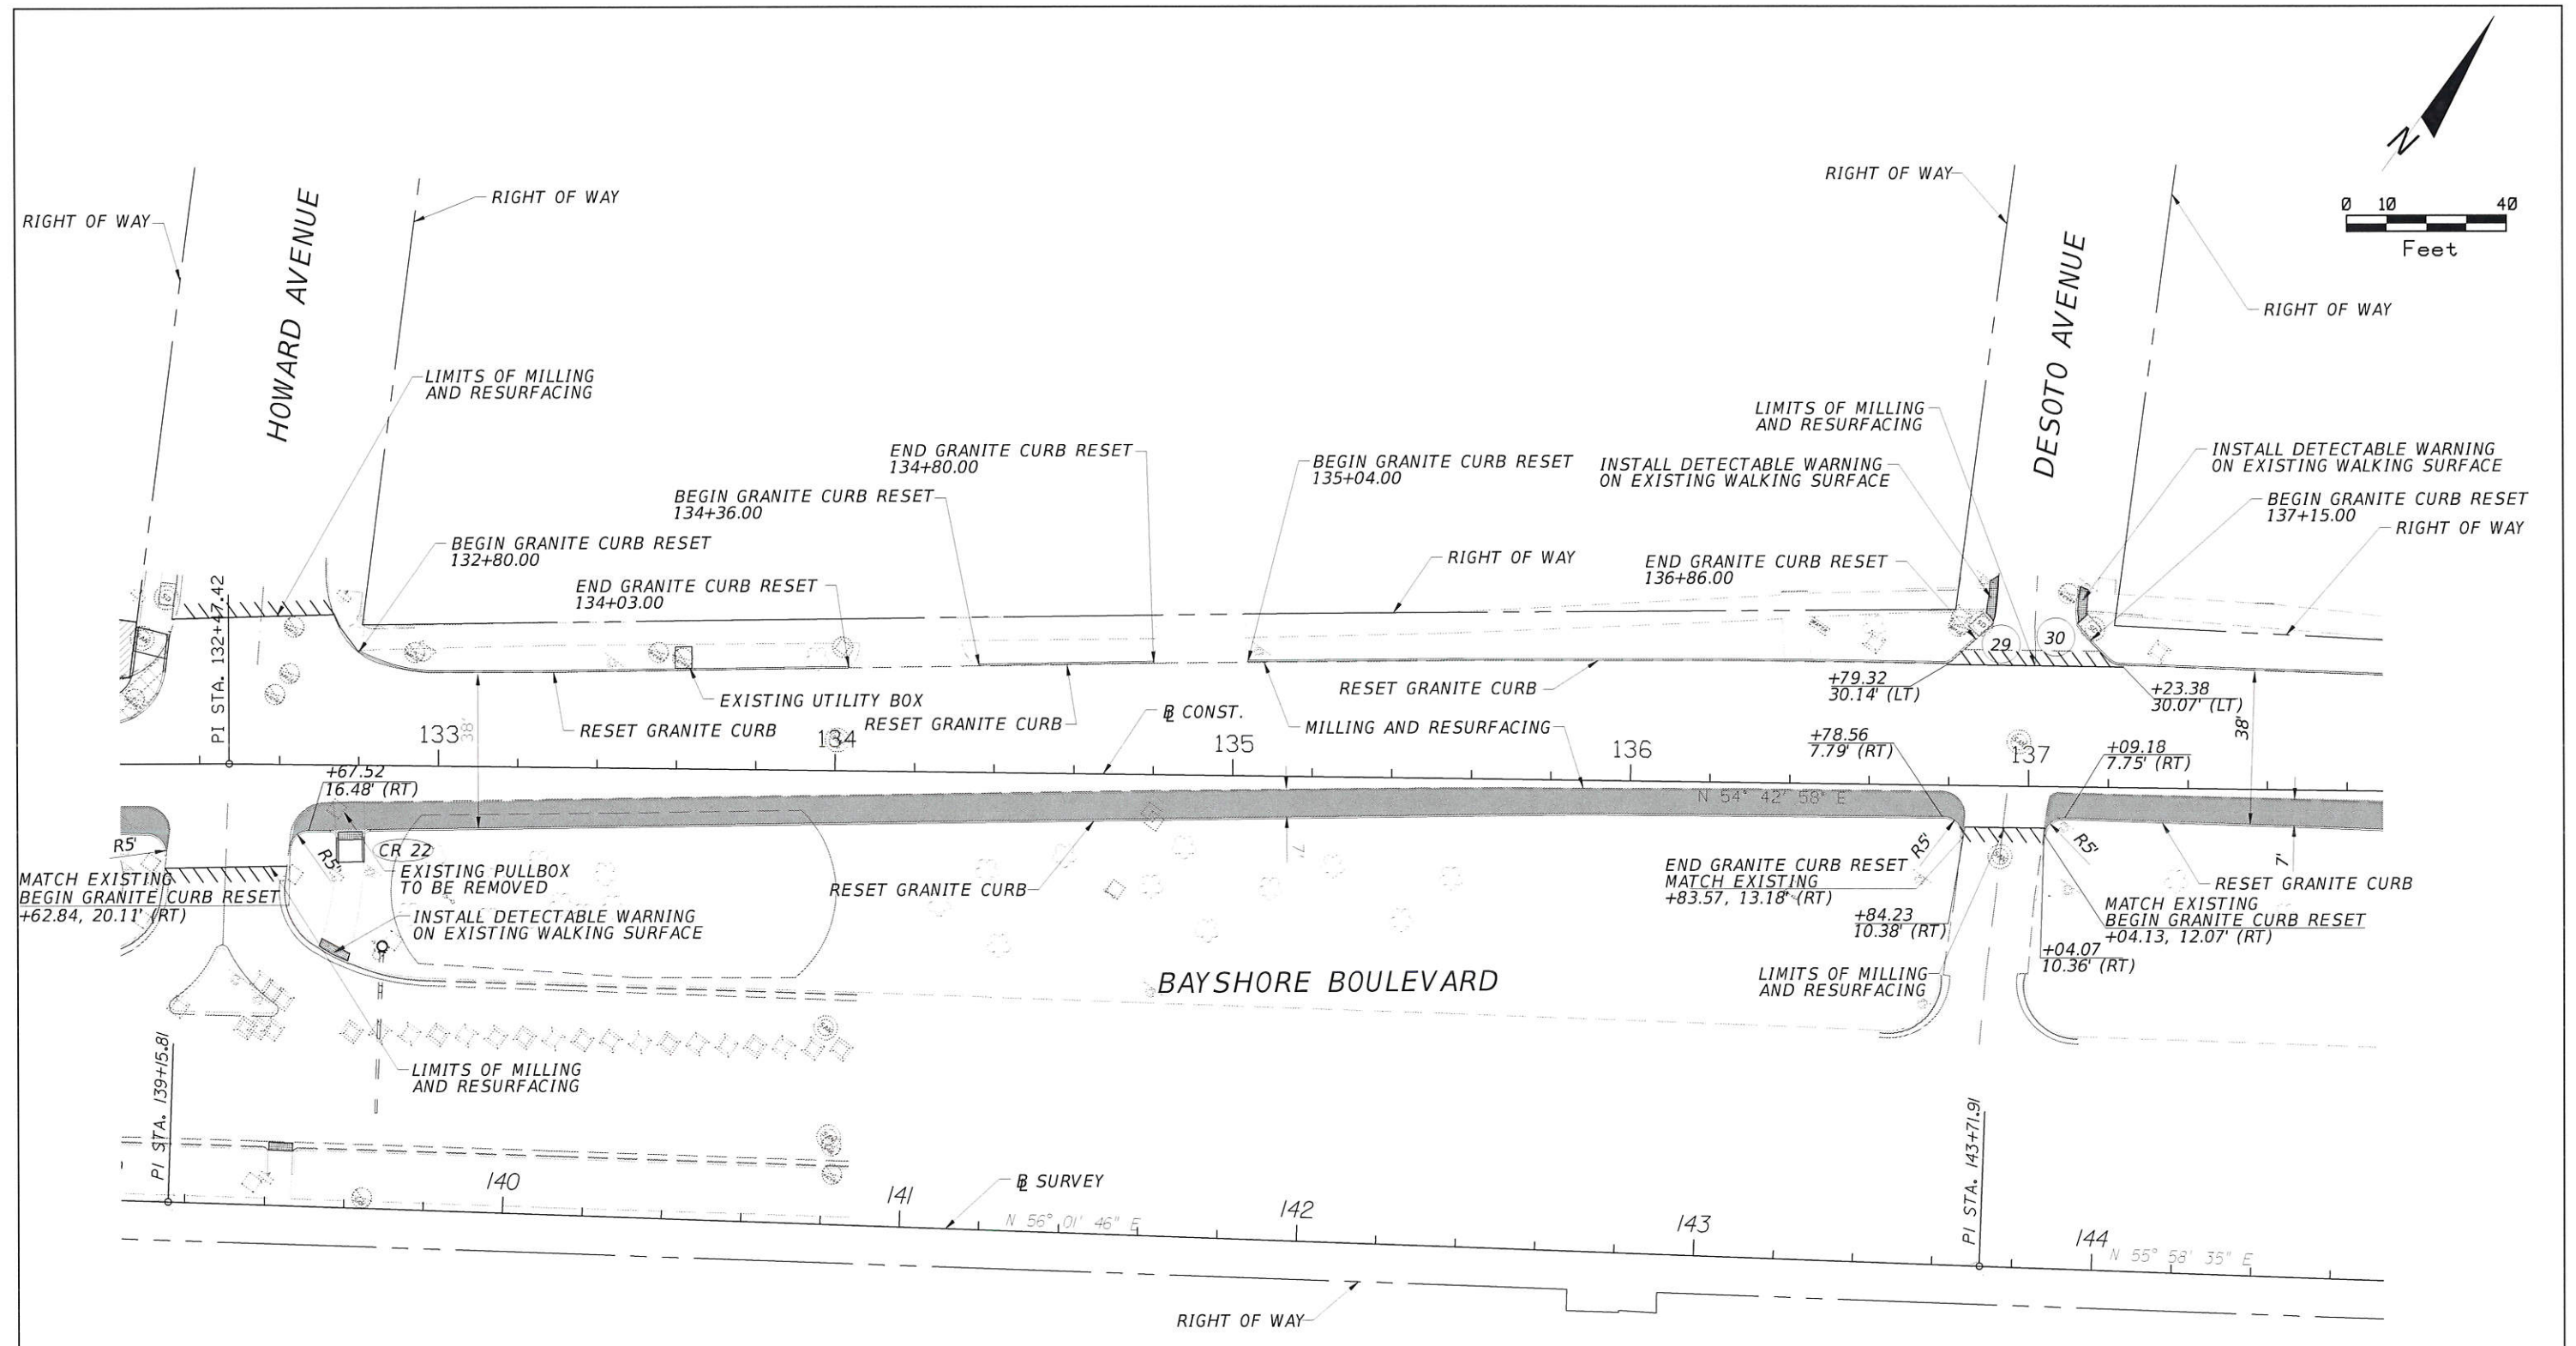 N
0 10 40
Feet
RIGHT OF WAY
RIGHT OF WAY
HOWARD AVENUE
RIGHT OF WAY
DESOTO AVENUE
RIGHT OF WAY
LIMITS OF MILLING
AND RESURFACING
END GRANITE CURB RESET
134+80.00
BEGIN GRANITE CURB RESET
134+36.00
BEGIN GRANITE CURB RESET
132+80.00
END GRANITE CURB RESET
134+03.00
BEGIN GRANITE CURB RESET
135+04.00
LIMITS OF MILLING
AND RESURFACING
INSTALL DETECTABLE WARNING
ON EXISTING WALKING SURFACE
INSTALL DETECTABLE WARNING
ON EXISTING WALKING SURFACE
BEGIN GRANITE CURB RESET
137+15.00
RIGHT OF WAY
RIGHT OF WAY
END GRANITE CURB RESET
136+86.00
29
30
PI STA. 132+47.42
EXISTING UTILITY BOX
RESET GRANITE CURB
RESET GRANITE CURB
RESET GRANITE CURB
BL CONST.
MILLING AND RESURFACING
+79.32
30.14' (LT)
+23.38
30.07' (LT)
38'
38'
133
134
135
136
137
+78.56
7.79' (RT)
+09.18
7.75' (RT)
+67.52
16.48' (RT)
N 54° 42' 58" E
R5'
R5'
CR 22
EXISTING PULLBOX
TO BE REMOVED
MATCH EXISTING
BEGIN GRANITE CURB RESET
+62.84, 20.11' (RT)
INSTALL DETECTABLE WARNING
ON EXISTING WALKING SURFACE
RESET GRANITE CURB
7'
R5'
R5'
7'
END GRANITE CURB RESET
MATCH EXISTING
+83.57, 13.18' (RT)
+84.23
10.38' (RT)
RESET GRANITE CURB
MATCH EXISTING
BEGIN GRANITE CURB RESET
+04.13, 12.07' (RT)
+04.07
10.36' (RT)
BAYSHORE BOULEVARD
LIMITS OF MILLING
AND RESURFACING
LIMITS OF MILLING
AND RESURFACING
PI STA. 139+15.81
PI STA. 143+71.91
140
141
142
143
144
BL SURVEY
N 56° 01' 46" E
N 55° 58' 35" E
RIGHT OF WAY